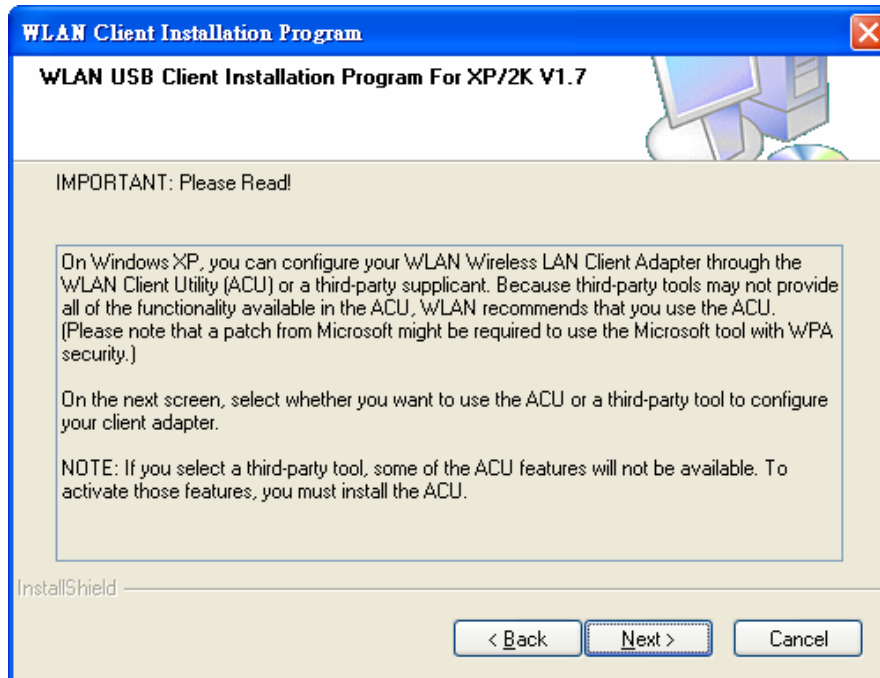 WLAN Client Installation Program
WLAN USB Client Installation Program For XP/2K V1.7
IMPORTANT: Please Read!
On Windows XP, you can configure your WLAN Wireless LAN Client Adapter through the
WLAN Client Utility (ACU) or a third-party supplicant. Because third-party tools may not provide
all of the functionality available in the ACU, WLAN recommends that you use the ACU.
(Please note that a patch from Microsoft might be required to use the Microsoft tool with WPA
security.)
On the next screen, select whether you want to use the ACU or a third-party tool to configure
your client adapter.
NOTE: If you select a third-party tool, some of the ACU features will not be available. To
activate those features, you must install the ACU.
InstallShield
< Back
Next >
Cancel